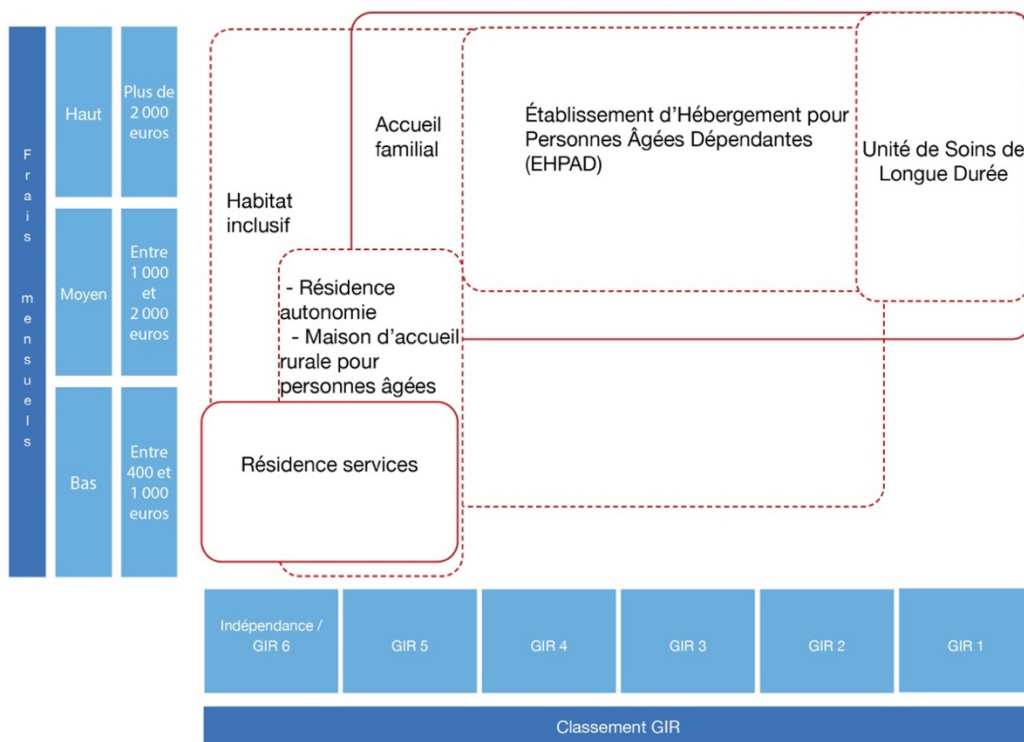 Frais mensuels
Haut
Plus de
2 000
euros
Moyen
Entre
1 000
et
2 000
euros
Bas
Entre
400 et
1 000
euros
Habitat
inclusif
Accueil
familial
Établissement d’Hébergement pour
Personnes Âgées Dépendantes
(EHPAD)
Unité de Soins de
Longue Durée
- Résidence
autonomie
- Maison d’accueil
rurale pour
personnes âgées
Résidence services
Indépendance /
GIR 6
GIR 5
GIR 4
GIR 3
GIR 2
GIR 1
Classement GIR